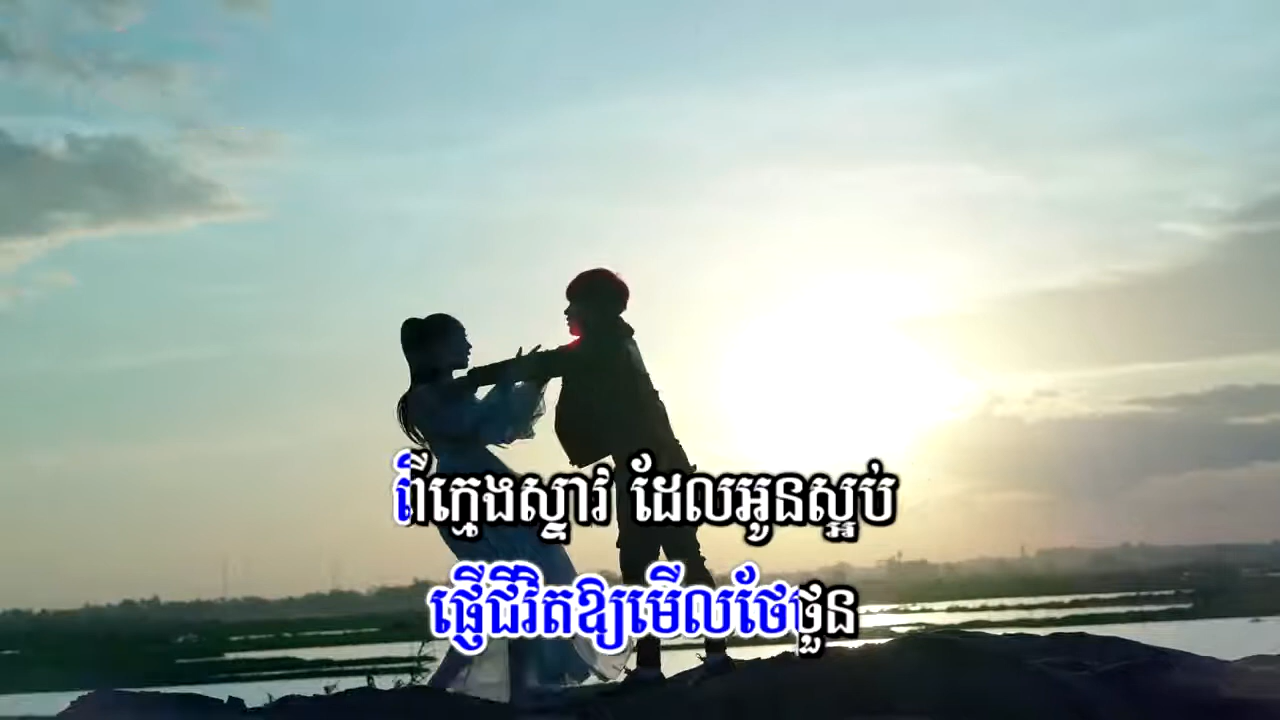 ពីក្មេងស្ទាវ ដែលអូនស្អប់
ផ្ញើជីវិតឱ្យមើលថែថួន